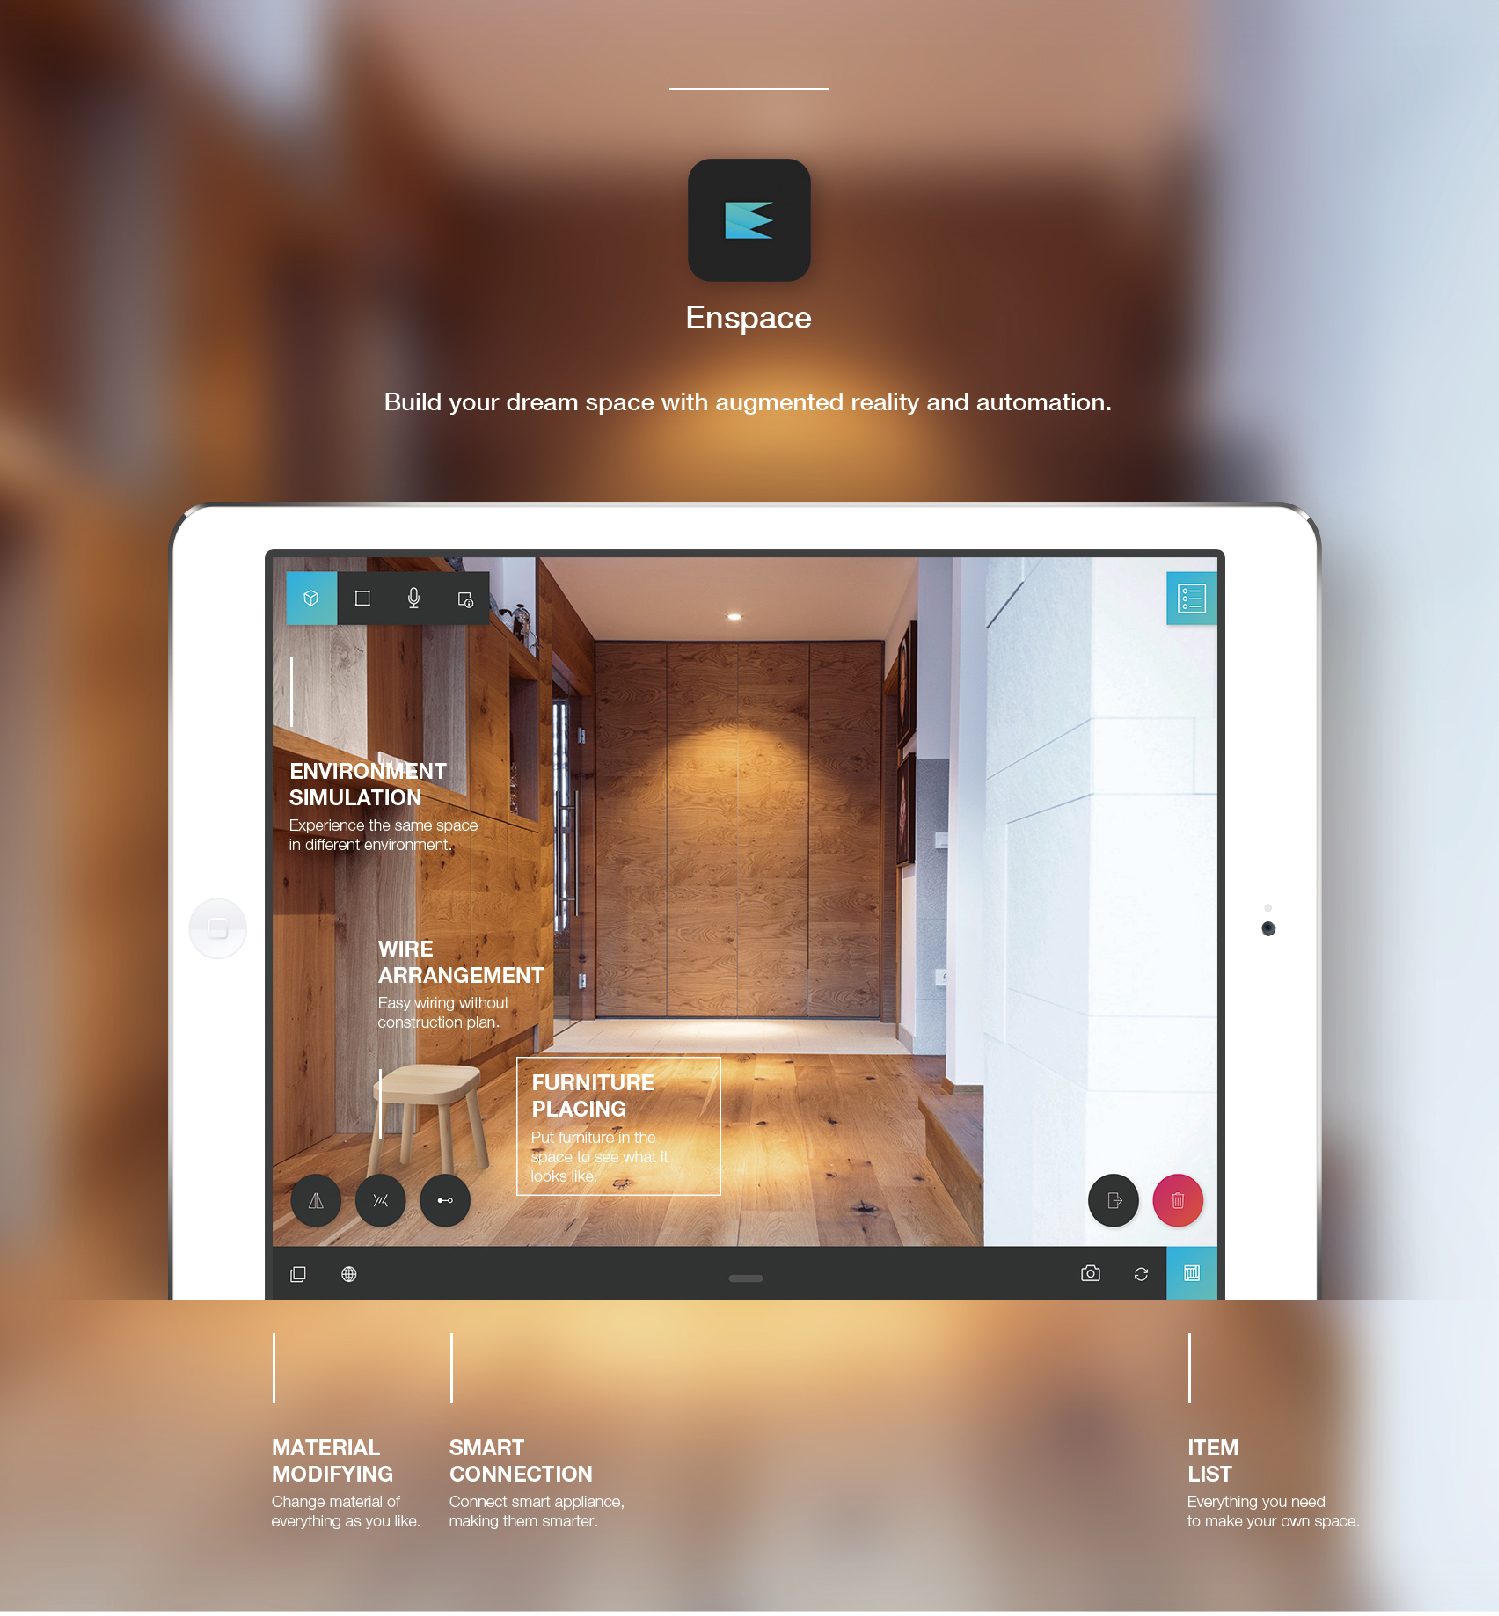 Enspace
Build your dream space with augmented reality and automation.
ENVIRONMENT
SIMULATION
Experience the same space
in different environment.
WIRE
ARRANGEMENT
Easy wiring without
construction plan.
FURNITURE
PLACING
Put furniture in the
space to see what it
looks like.
MATERIAL
MODIFYING
Change material of
everything as you like.
SMART
CONNECTION
Connect smart appliance,
making them smarter.
ITEM
LIST
Everything you need
to make your own space.